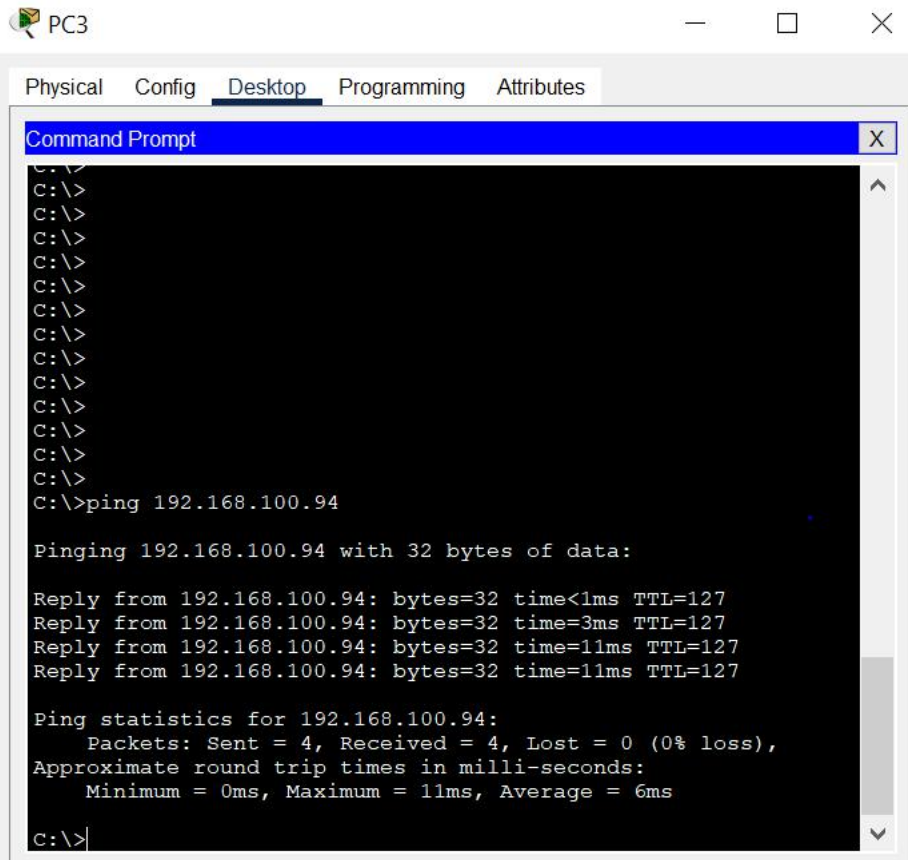 PC3
Physical Config Desktop Programming Attributes
Command Prompt X
C:\>
C:\>
C:\>
C:\>
C:\>
C:\>
C:\>
C:\>
C:\>
C:\>
C:\>
C:\>
C:\>
C:\>
C:\>ping 192.168.100.94
Pinging 192.168.100.94 with 32 bytes of data:
Reply from 192.168.100.94: bytes=32 time<1ms TTL=127
Reply from 192.168.100.94: bytes=32 time=3ms TTL=127
Reply from 192.168.100.94: bytes=32 time=11ms TTL=127
Reply from 192.168.100.94: bytes=32 time=11ms TTL=127
Ping statistics for 192.168.100.94:
Packets: Sent = 4, Received = 4, Lost = 0 (0% loss),
Approximate round trip times in milli-seconds:
Minimum = 0ms, Maximum = 11ms, Average = 6ms
C:\>